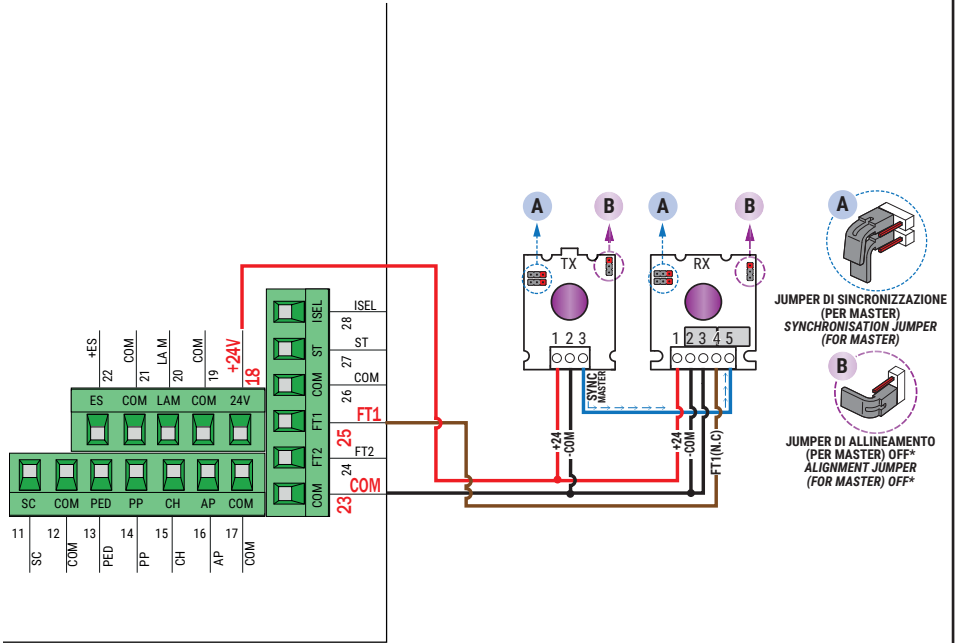 A
B
A
B
A
TX
RX
JUMPER DI SINCRONIZZAZIONE
(PER MASTER)
SYNCHRONISATION JUMPER
(FOR MASTER)
B
JUMPER DI ALLINEAMENTO
(PER MASTER) OFF*
ALIGNMENT JUMPER
(FOR MASTER) OFF*
1 2 3
1 2 3 4 5
SYNC
MASTER
+24
-COM
+24
-COM
FT1(N.C)
ISEL
ISEL
28
ST
ST
27
COM
COM
26
FT1
FT1
25
FT2
FT2
24
COM
COM
23
+ES
22
COM
21
LA M
20
COM
19
+24V
18
ES COM LAM COM 24V
SC COM PED PP CH AP COM
11
SC
12
COM
13
PED
14
PP
15
CH
16
AP
17
COM